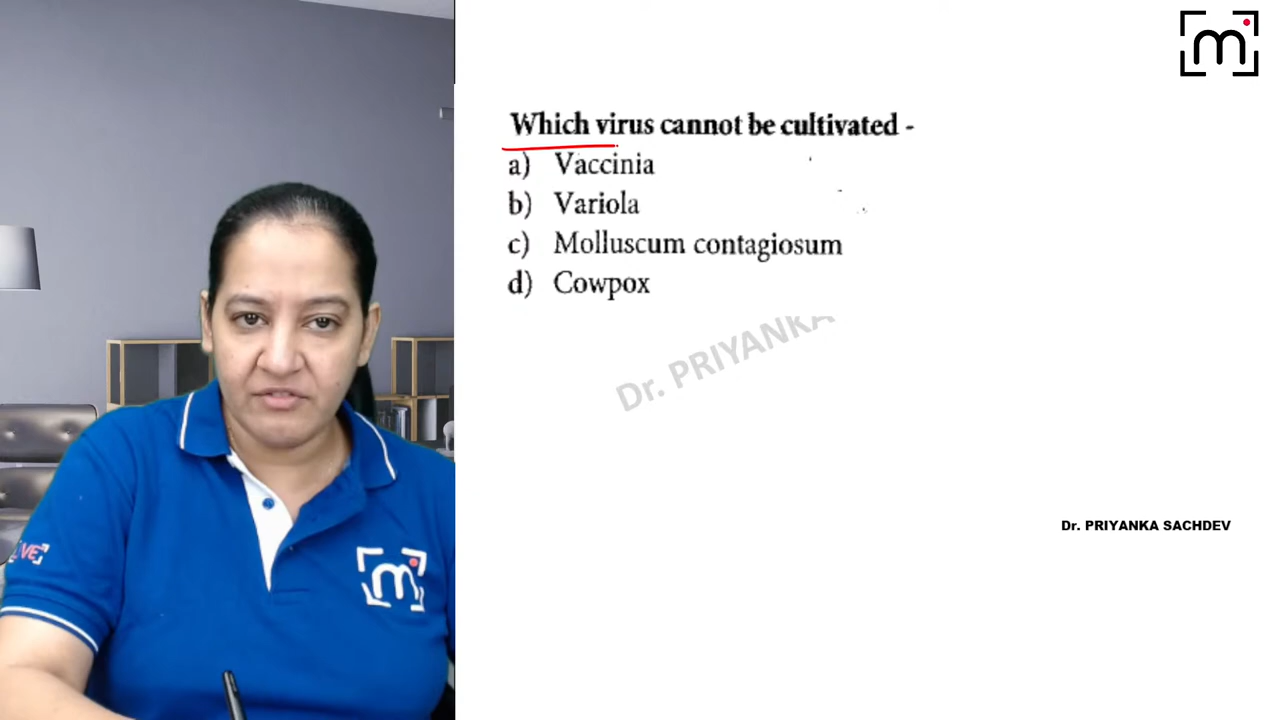 Which virus cannot be cultivated -
a) Vaccinia
b) Variola
c) Molluscum contagiosum
d) Cowpox
Dr. PRIYANKA
Dr. PRIYANKA SACHDEV
m
m